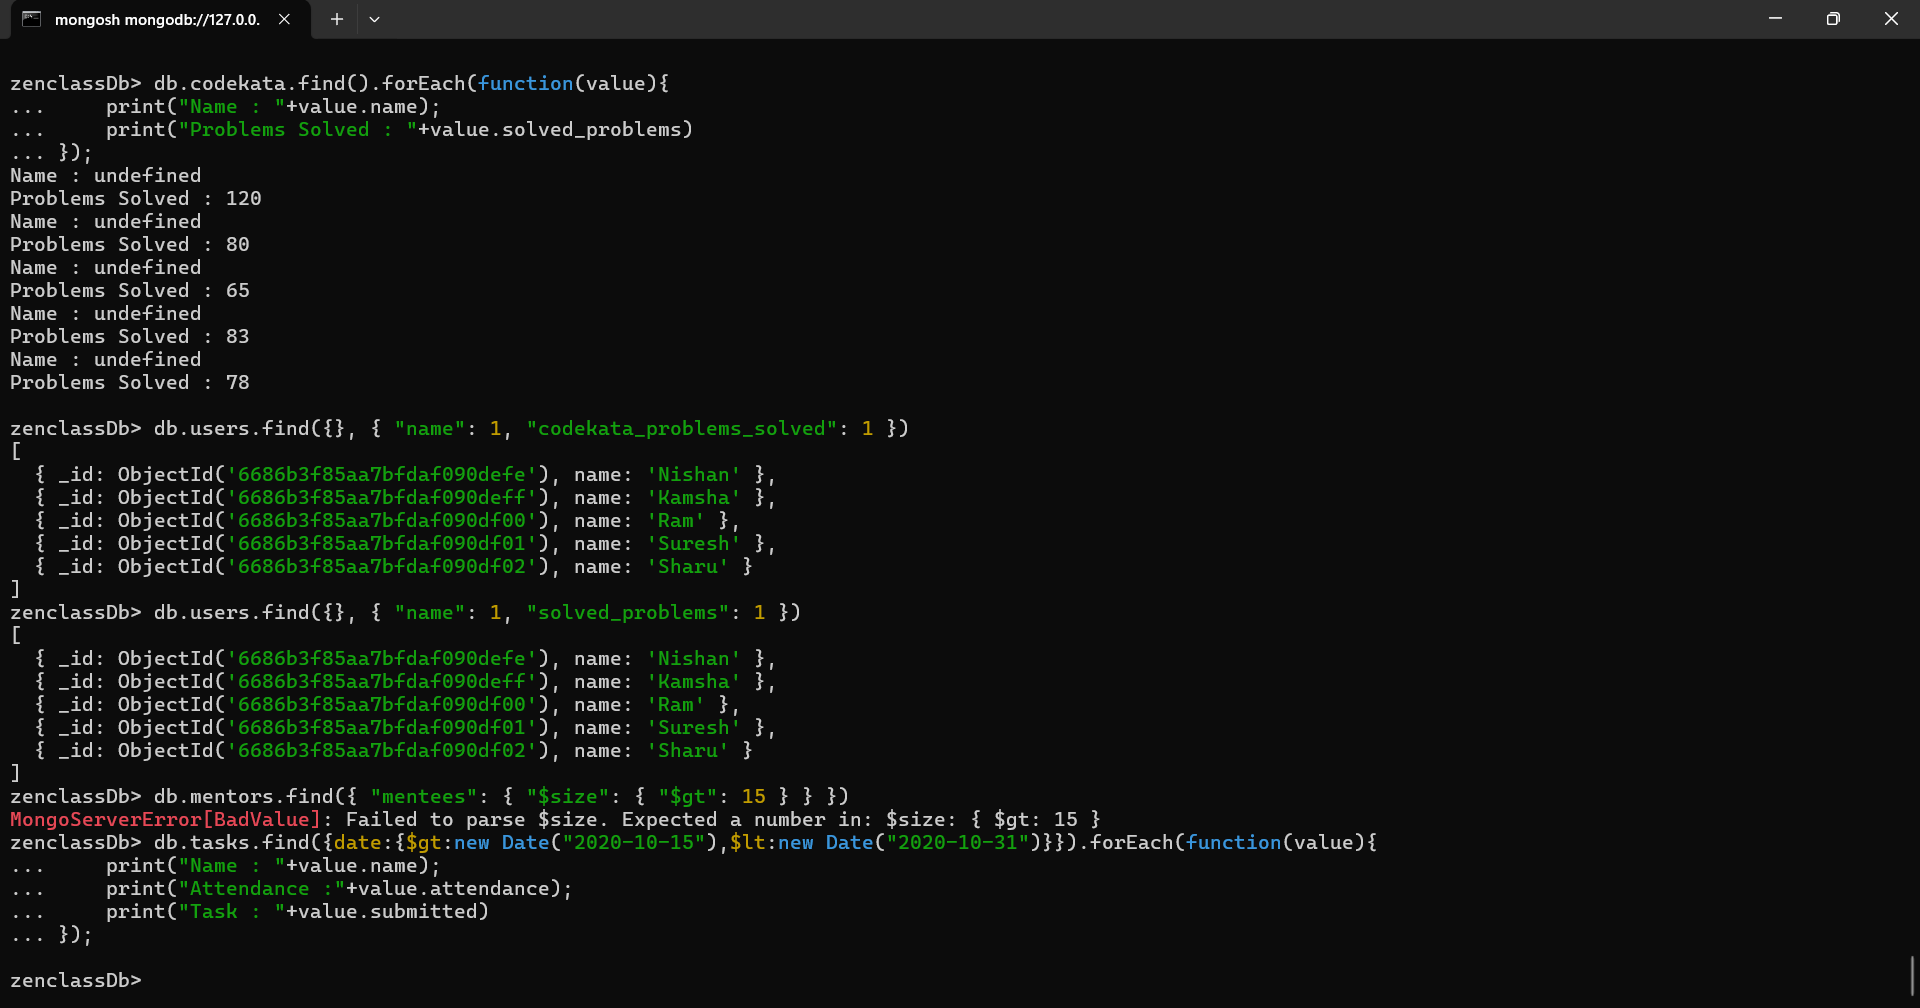 mongosh mongodb://127.0.0.
zenclassDb> db.codekata.find().forEach(function(value){
...     print("Name : "+value.name);
...     print("Problems Solved : "+value.solved_problems)
... });
Name : undefined
Problems Solved : 120
Name : undefined
Problems Solved : 80
Name : undefined
Problems Solved : 65
Name : undefined
Problems Solved : 83
Name : undefined
Problems Solved : 78
zenclassDb> db.users.find({}, { "name": 1, "codekata_problems_solved": 1 })
[
  { _id: ObjectId('6686b3f85aa7bfdaf090defe'), name: 'Nishan' },
  { _id: ObjectId('6686b3f85aa7bfdaf090deff'), name: 'Kamsha' },
  { _id: ObjectId('6686b3f85aa7bfdaf090df00'), name: 'Ram' },
  { _id: ObjectId('6686b3f85aa7bfdaf090df01'), name: 'Suresh' },
  { _id: ObjectId('6686b3f85aa7bfdaf090df02'), name: 'Sharu' }
]
zenclassDb> db.users.find({}, { "name": 1, "solved_problems": 1 })
[
  { _id: ObjectId('6686b3f85aa7bfdaf090defe'), name: 'Nishan' },
  { _id: ObjectId('6686b3f85aa7bfdaf090deff'), name: 'Kamsha' },
  { _id: ObjectId('6686b3f85aa7bfdaf090df00'), name: 'Ram' },
  { _id: ObjectId('6686b3f85aa7bfdaf090df01'), name: 'Suresh' },
  { _id: ObjectId('6686b3f85aa7bfdaf090df02'), name: 'Sharu' }
]
zenclassDb> db.mentors.find({ "mentees": { "$size": { "$gt": 15 } } })
MongoServerError[BadValue]: Failed to parse $size. Expected a number in: $size: { $gt: 15 }
zenclassDb> db.tasks.find({date:{$gt:new Date("2020-10-15"),$lt:new Date("2020-10-31")}}).forEach(function(value){
...     print("Name : "+value.name);
...     print("Attendance :"+value.attendance);
...     print("Task : "+value.submitted)
... });
zenclassDb>